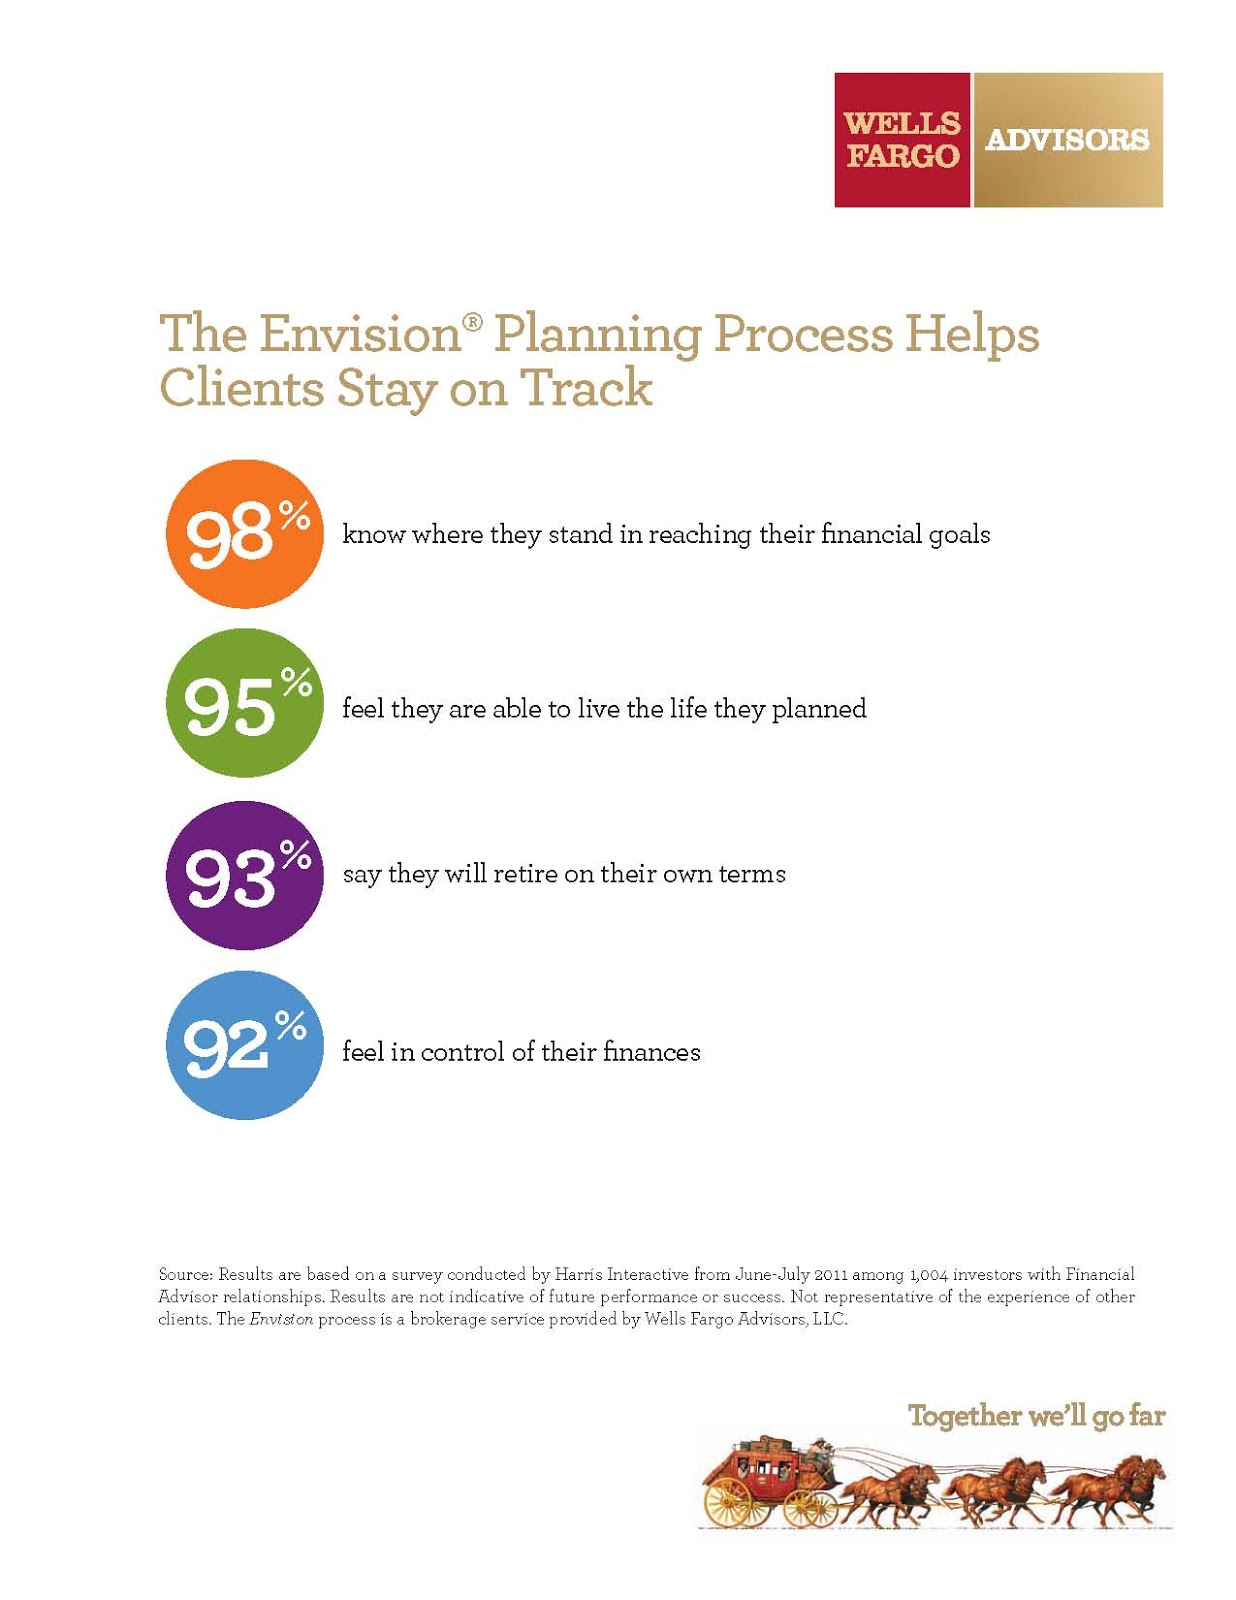 WELLS
FARGO
ADVISORS
The Envision® Planning Process Helps
Clients Stay on Track
98%
know where they stand in reaching their financial goals
95%
feel they are able to live the life they planned
93%
say they will retire on their own terms
92%
feel in control of their finances
Source: Results are based on a survey conducted by Harris Interactive from June-July 2011 among 1,004 investors with Financial
Advisor relationships. Results are not indicative of future performance or success. Not representative of the experience of other
clients. The Envision process is a brokerage service provided by Wells Fargo Advisors, LLC.
Together we'll go far